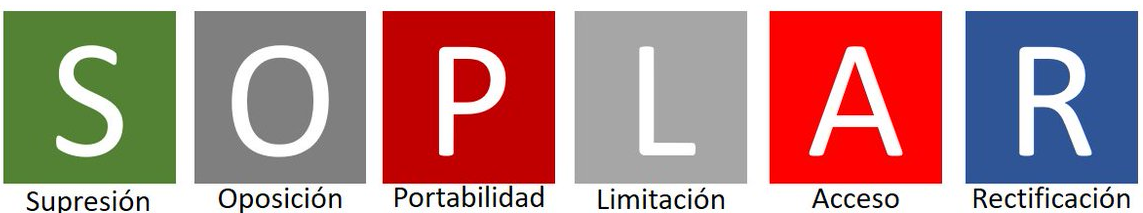 S O P L A R
Supresión Oposición Portabilidad Limitación Acceso Rectificación